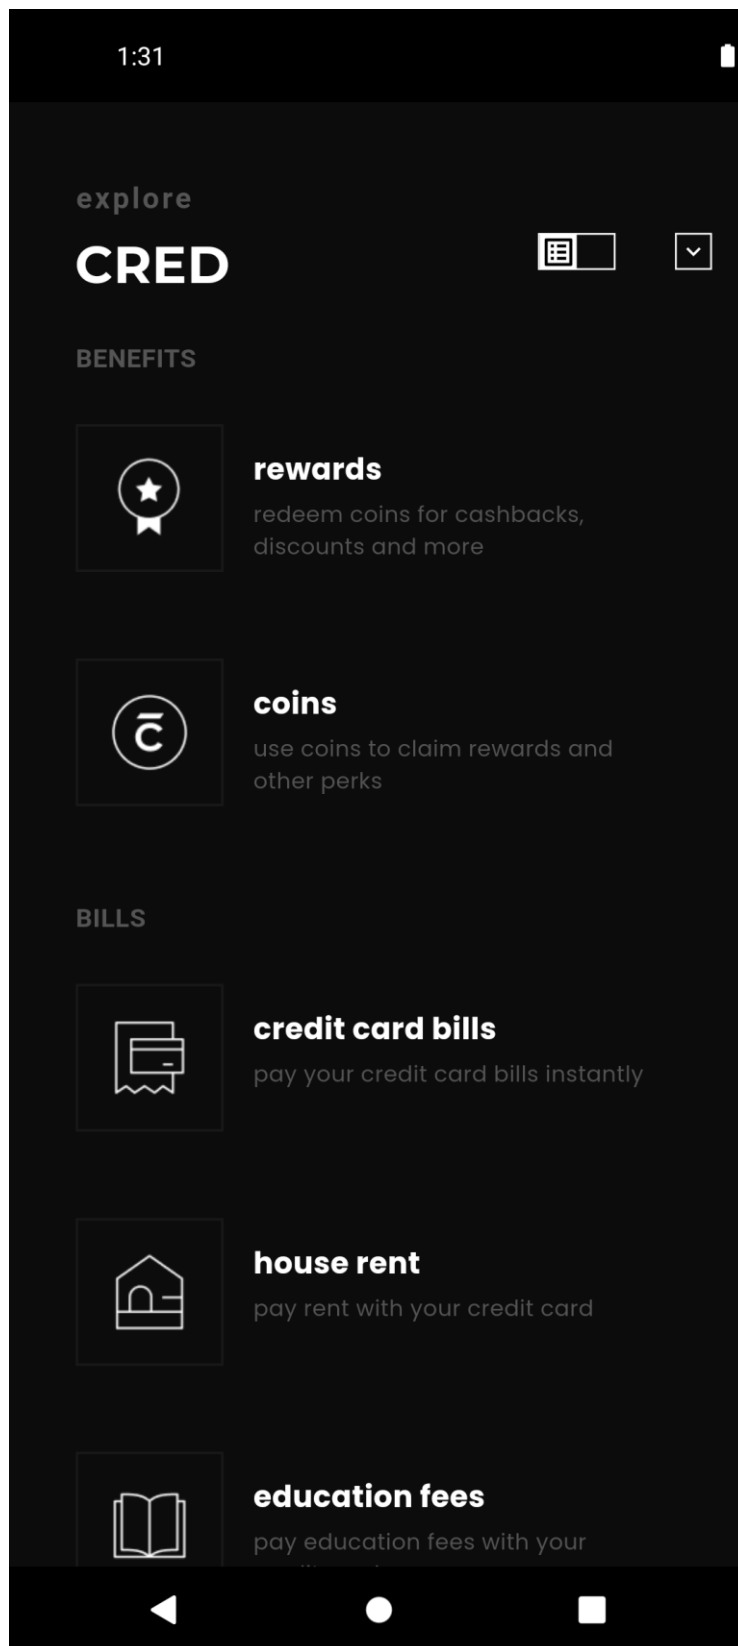 1:31
explore
CRED
BENEFITS
rewards
redeem coins for cashbacks,
discounts and more
coins
use coins to claim rewards and
other perks
BILLS
credit card bills
pay your credit card bills instantly
house rent
pay rent with your credit card
education fees
pay education fees with your